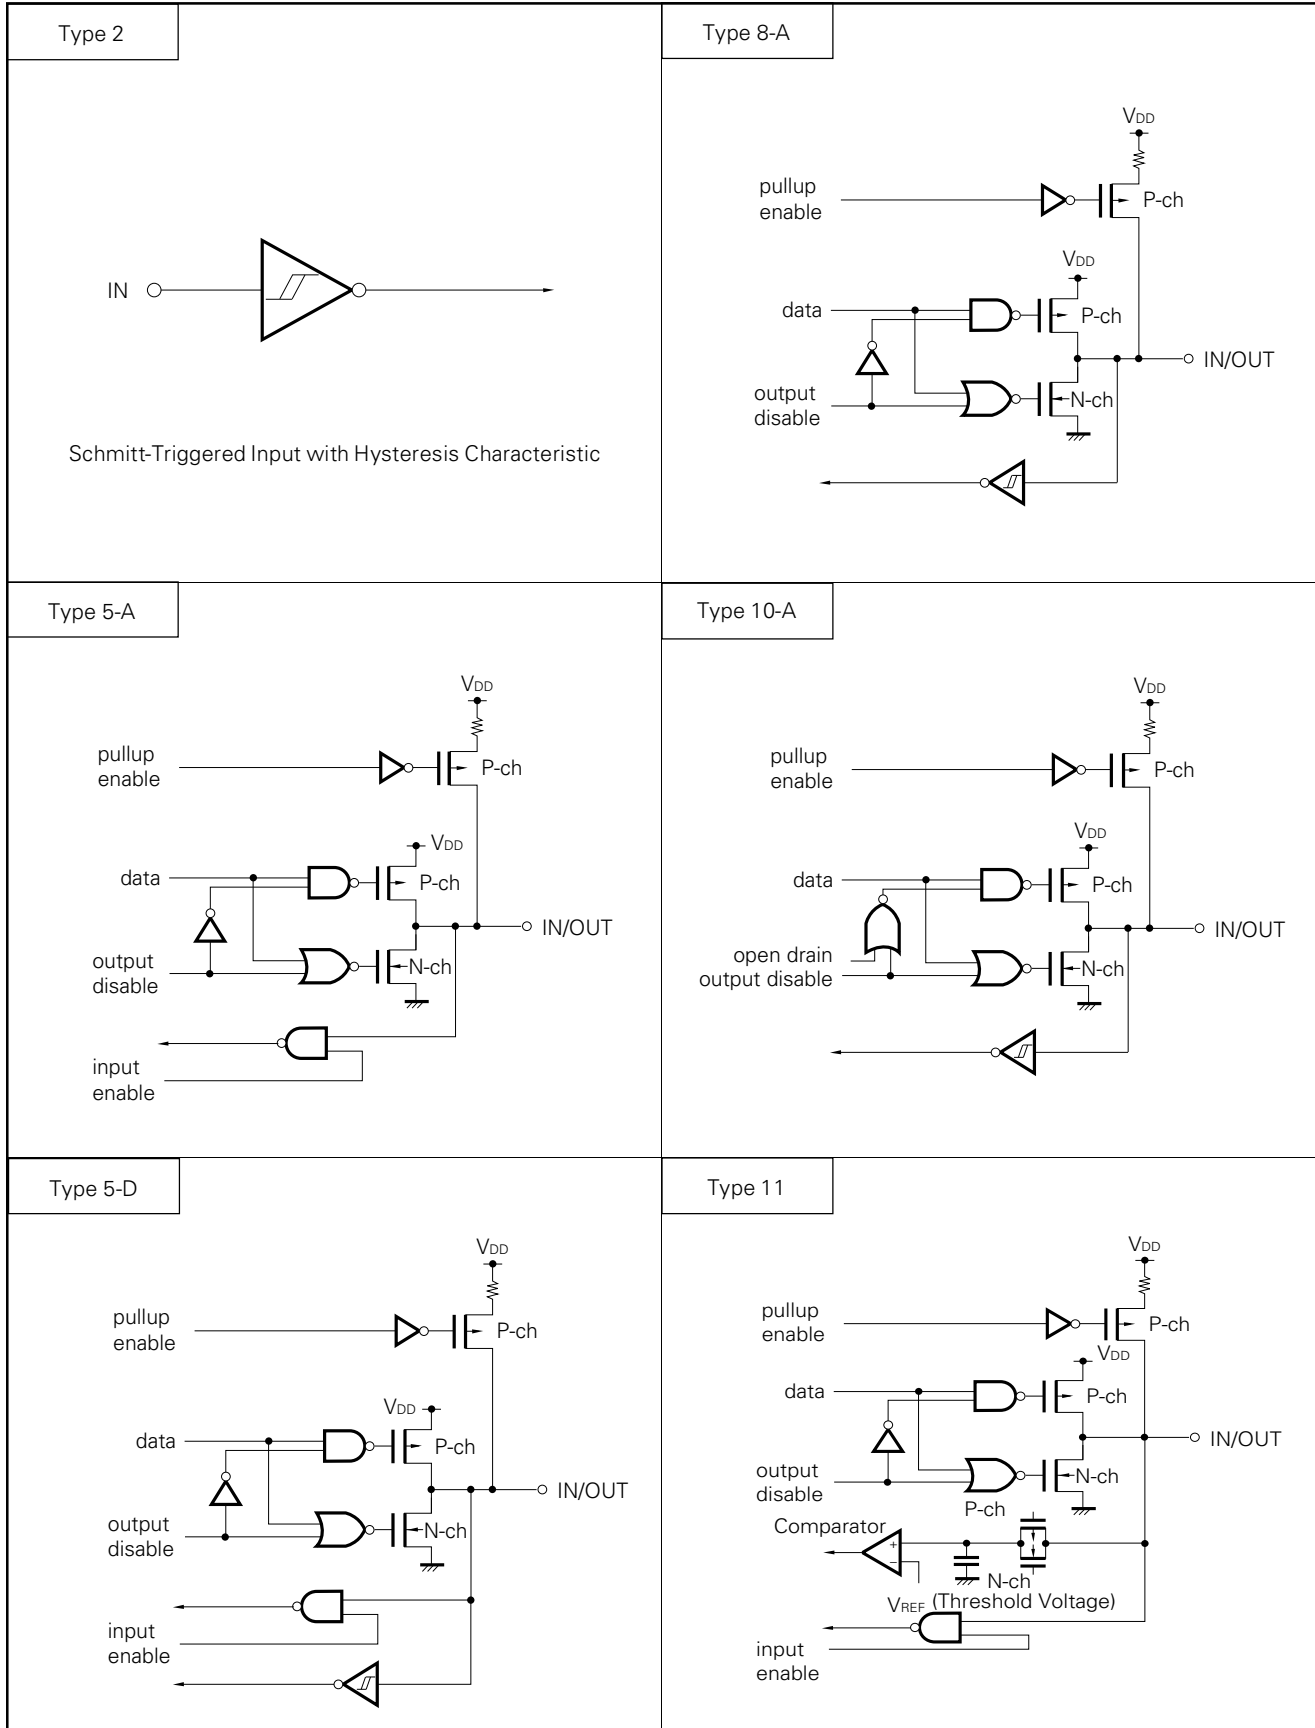 Type 2
IN
Schmitt-Triggered Input with Hysteresis Characteristic
Type 8-A
VDD
pullup
enable
P-ch
VDD
data
P-ch
IN/OUT
output
disable
N-ch
Type 5-A
VDD
pullup
enable
P-ch
VDD
data
P-ch
IN/OUT
output
disable
N-ch
input
enable
Type 10-A
VDD
pullup
enable
P-ch
VDD
data
P-ch
IN/OUT
open drain
output disable
N-ch
Type 5-D
VDD
pullup
enable
P-ch
VDD
data
P-ch
IN/OUT
output
disable
N-ch
input
enable
Type 11
VDD
pullup
enable
P-ch
VDD
data
P-ch
IN/OUT
output
disable
N-ch
P-ch
Comparator
+
–
N-ch
VREF (Threshold Voltage)
input
enable